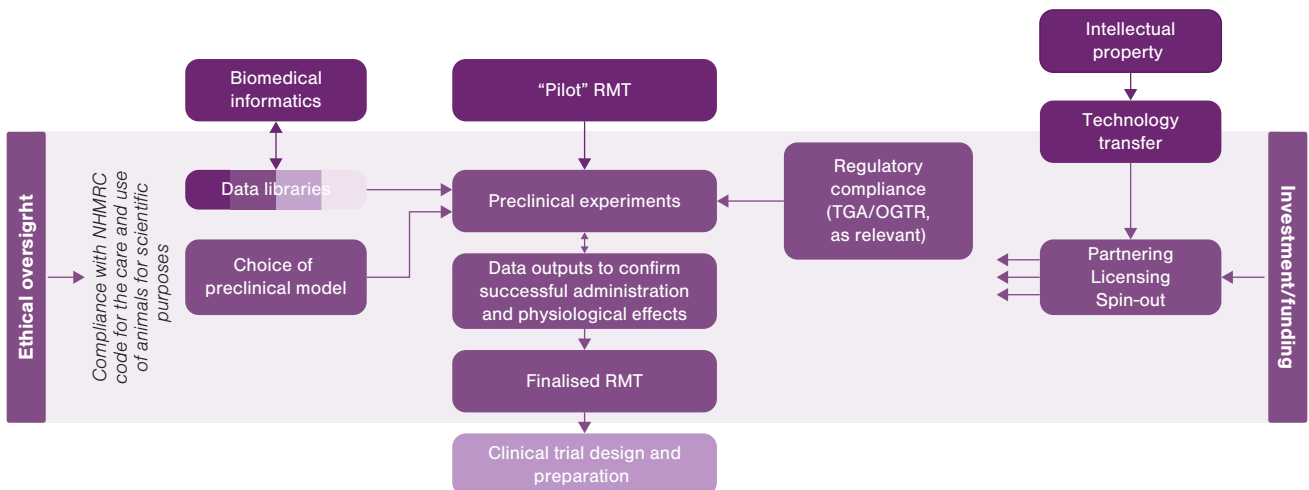 Intellectual
property
Biomedical
informatics
“Pilot” RMT
Technology
transfer
Ethical oversigrht
Compliance with NHMRC
code for the care and use
of animals for scientific
purposes
Data libraries
Preclinical experiments
Regulatory
compliance
(TGA/OGTR,
as relevant)
Investment/funding
Choice of
preclinical model
Data outputs to confirm
successful administration
and physiological effects
Partnering
Licensing
Spin-out
Finalised RMT
Clinical trial design and
preparation